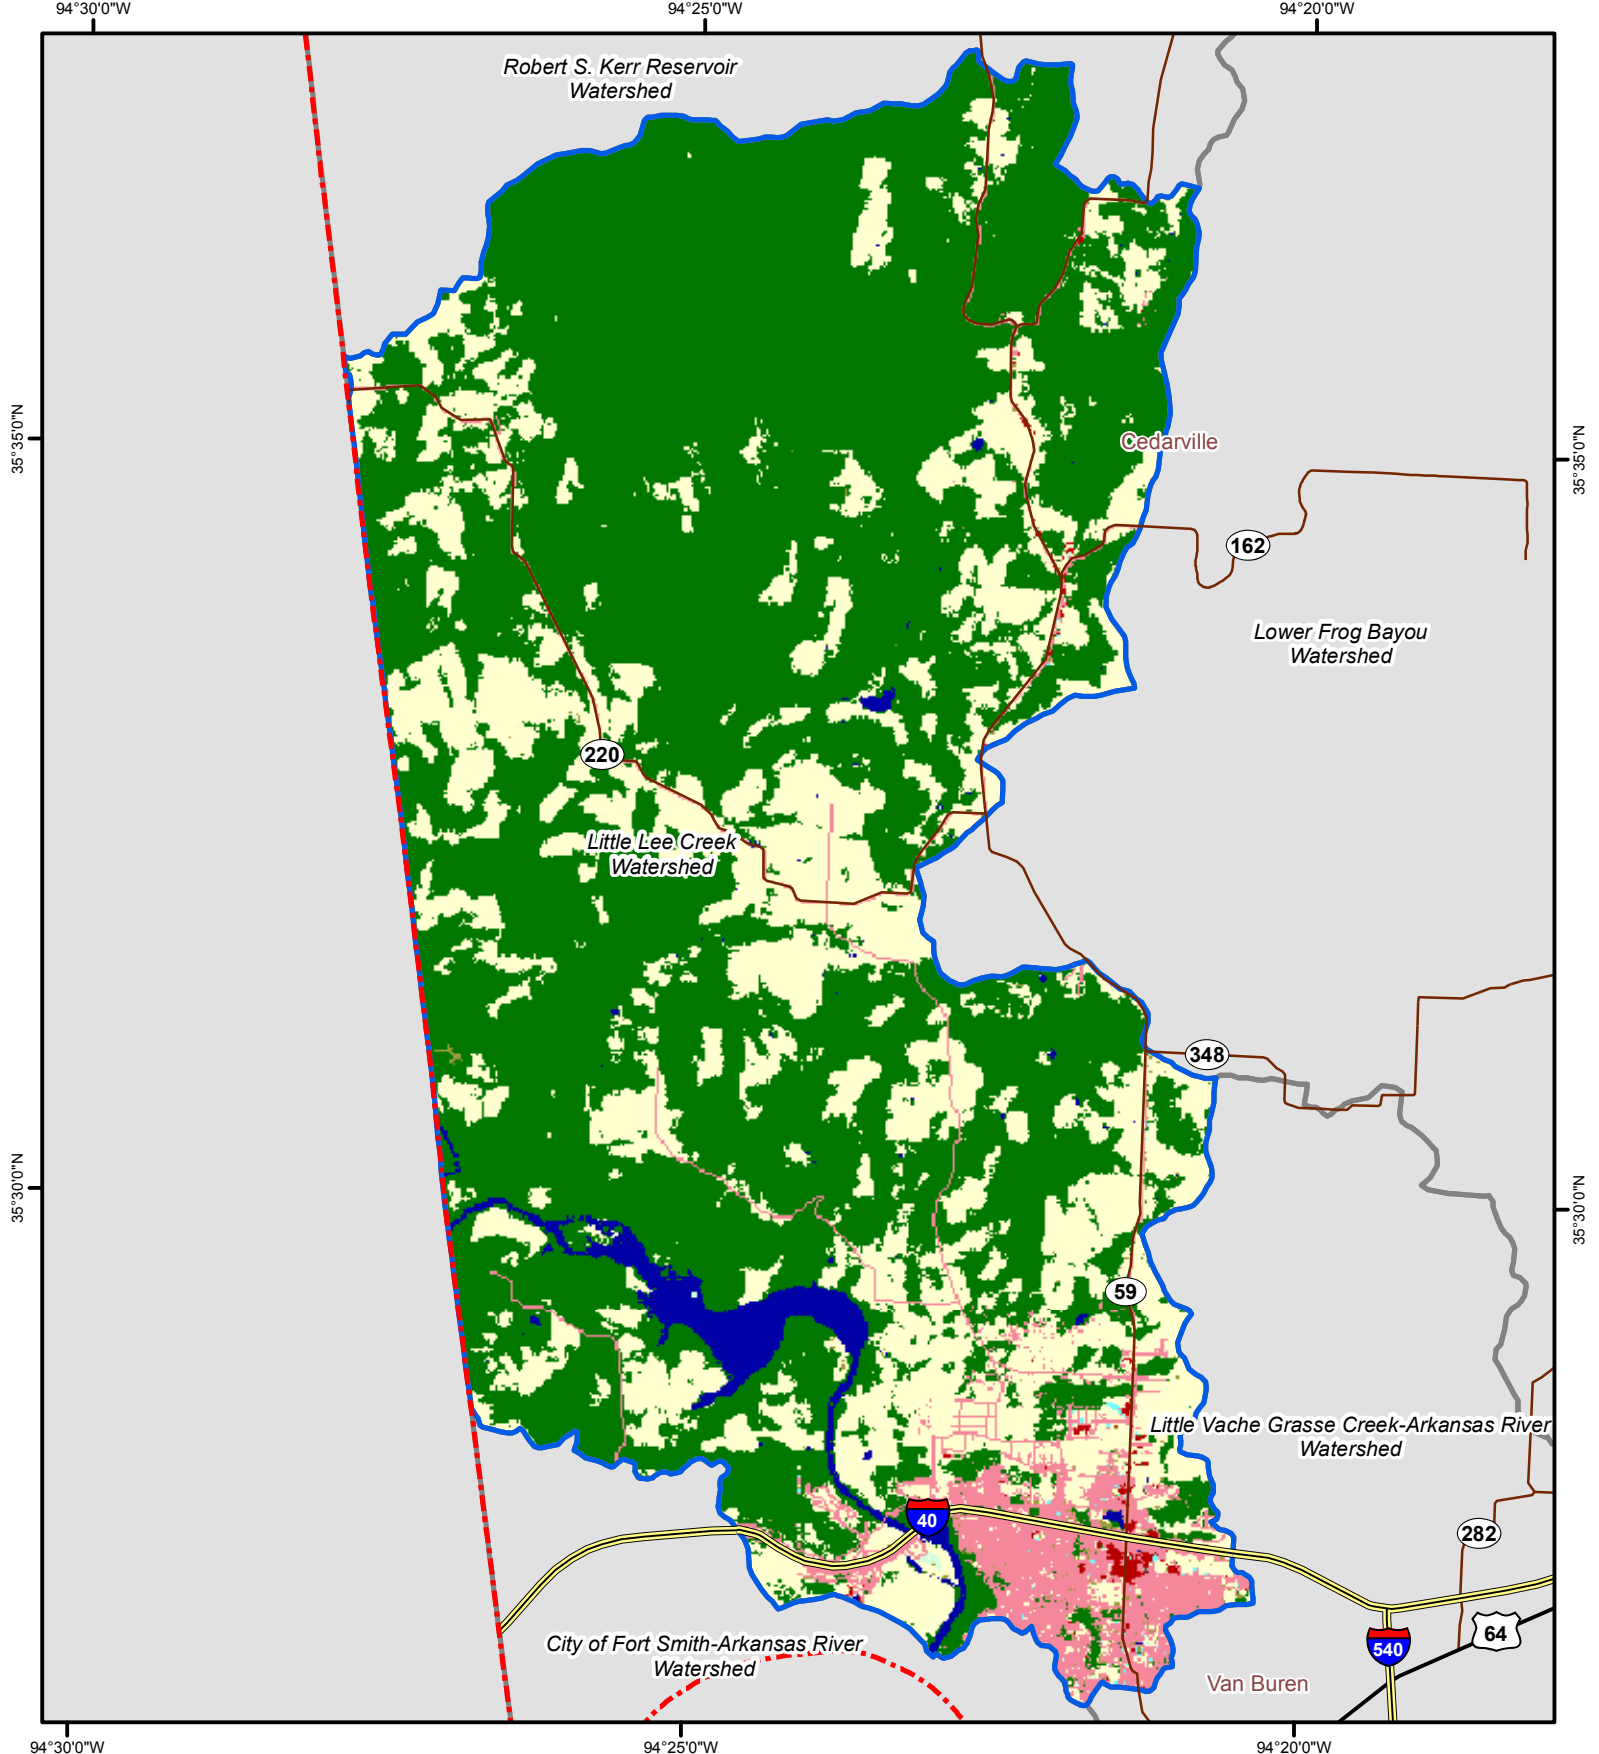 94°30'0"W
94°25'0"W
94°20'0"W
Robert S. Kerr Reservoir
Watershed
35°35'0"N
35°35'0"N
Cedarville
162
Lower Frog Bayou
Watershed
220
Little Lee Creek
Watershed
348
35°30'0"N
35°30'0"N
59
Little Vache Grasse Creek-Arkansas River
Watershed
40
282
City of Fort Smith-Arkansas River
Watershed
64
540
Van Buren
94°30'0"W
94°25'0"W
94°20'0"W